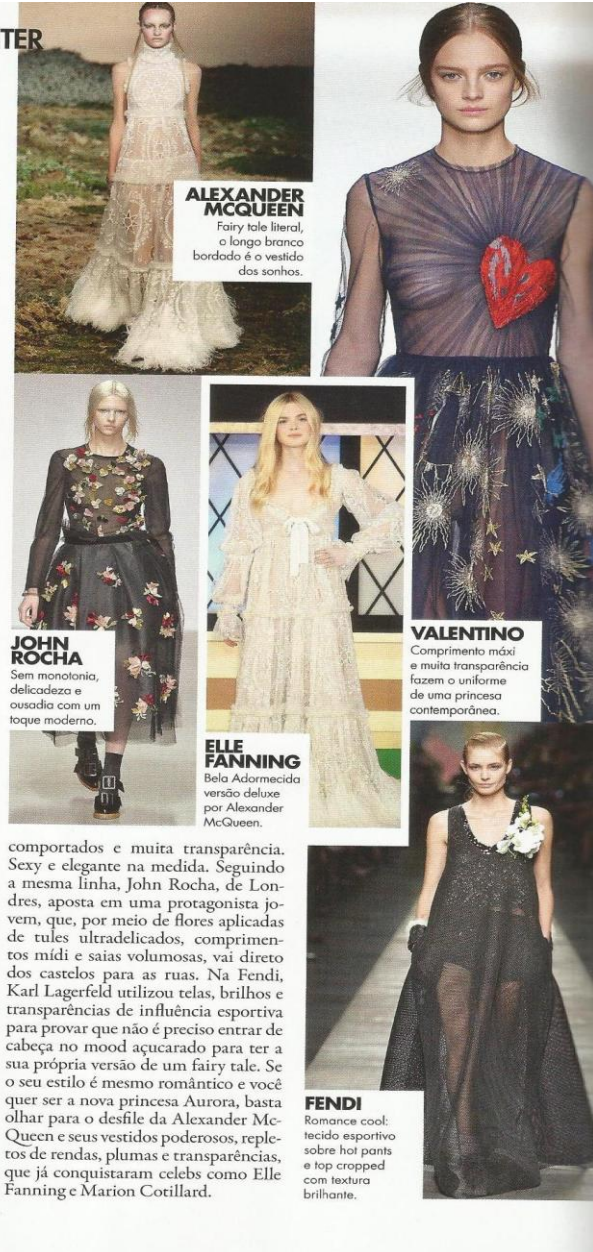 TER
ALEXANDER
MCQUEEN
Fairy tale literal,
o longo branco
bordado é o vestido
dos sonhos.
JOHN
ROCHA
Sem monotonia,
delicadeza e
ousadia com um
toque moderno.
ELLE
FANNING
Bela Adormecida
versão deluxe
por Alexander
McQueen.
VALENTINO
Comprimento máxi
e muita transparência
fazem o uniforme
de uma princesa
contemporânea.
comportados e muita transparência.
Sexy e elegante na medida. Seguindo
a mesma linha, John Rocha, de Lon-
dres, aposta em uma protagonista jo-
vem, que, por meio de flores aplicadas
de tules ultradelicados, comprimen-
tos mídi e saias volumosas, vai direto
dos castelos para as ruas. Na Fendi,
Karl Lagerfeld utilizou telas, brilhos e
transparências de influência esportiva
para provar que não é preciso entrar de
cabeça no mood açucarado para ter a
sua própria versão de um fairy tale. Se
o seu estilo é mesmo romântico e você
quer ser a nova princesa Aurora, basta
olhar para o desfile da Alexander Mc-
Queen e seus vestidos poderosos, reple-
tos de rendas, plumas e transparências,
que já conquistaram celebs como Elle
Fanning e Marion Cotillard.
FENDI
Romance cool:
tecido esportivo
sobre hot pants
e top cropped
com textura
brilhante.